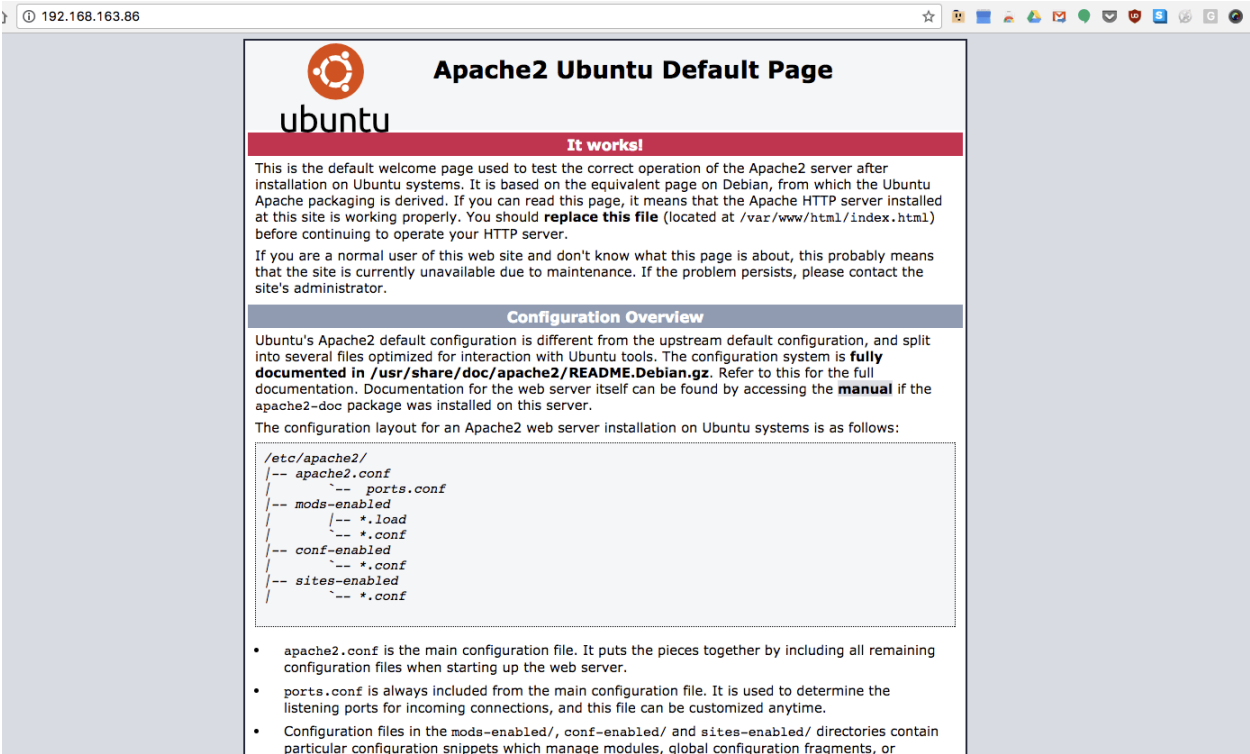 192.168.163.86
Apache2 Ubuntu Default Page
ubuntu
It works!
This is the default welcome page used to test the correct operation of the Apache2 server after
installation on Ubuntu systems. It is based on the equivalent page on Debian, from which the Ubuntu
Apache packaging is derived. If you can read this page, it means that the Apache HTTP server installed
at this site is working properly. You should replace this file (located at /var/www/html/index.html)
before continuing to operate your HTTP server.
If you are a normal user of this web site and don't know what this page is about, this probably means
that the site is currently unavailable due to maintenance. If the problem persists, please contact the
site's administrator.
Configuration Overview
Ubuntu's Apache2 default configuration is different from the upstream default configuration, and split
into several files optimized for interaction with Ubuntu tools. The configuration system is fully
documented in /usr/share/doc/apache2/README.Debian.gz. Refer to this for the full
documentation. Documentation for the web server itself can be found by accessing the manual if the
apache2-doc package was installed on this server.
The configuration layout for an Apache2 web server installation on Ubuntu systems is as follows:
/etc/apache2/
|-- apache2.conf
|       `--  ports.conf
|-- mods-enabled
|       |-- *.load
|       `-- *.conf
|-- conf-enabled
|       `-- *.conf
|-- sites-enabled
|       `-- *.conf
• apache2.conf is the main configuration file. It puts the pieces together by including all remaining
configuration files when starting up the web server.
• ports.conf is always included from the main configuration file. It is used to determine the
listening ports for incoming connections, and this file can be customized anytime.
• Configuration files in the mods-enabled/, conf-enabled/ and sites-enabled/ directories contain
particular configuration snippets which manage modules, global configuration fragments, or